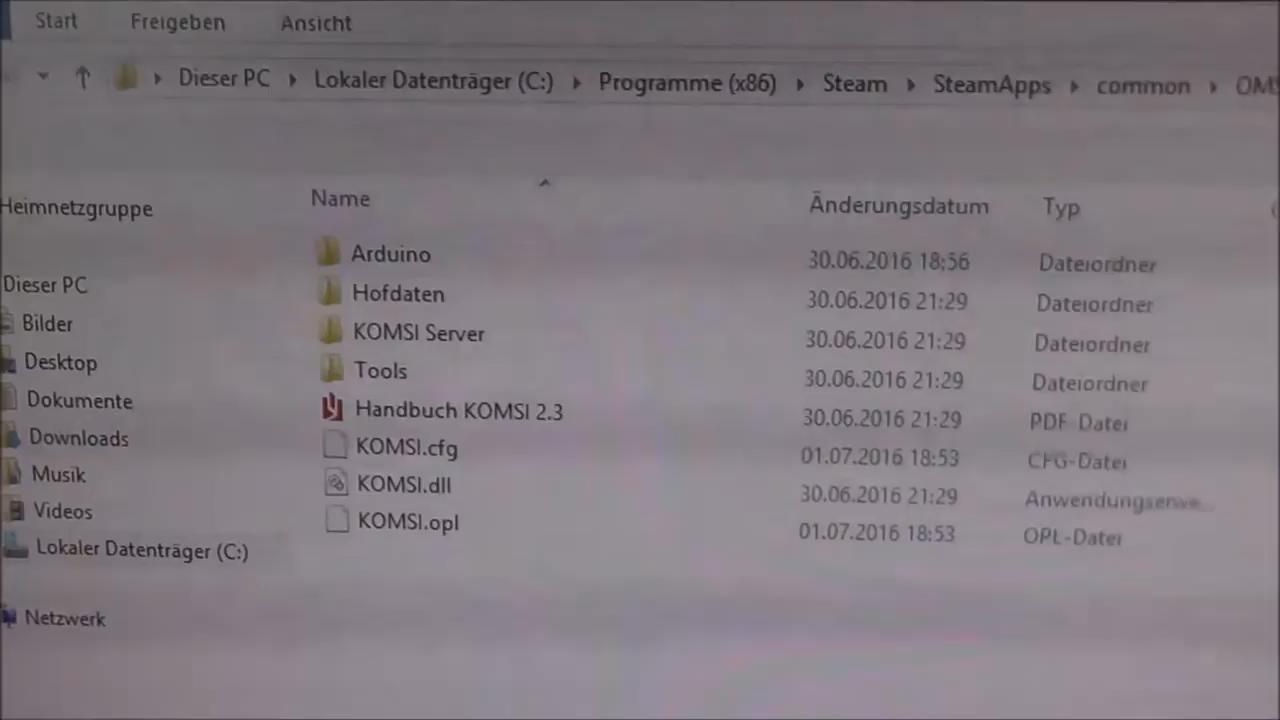 Start Freigeben Ansicht
Dieser PC Lokaler Datenträger (C:) Programme (x86) Steam SteamApps common
Heimnetzgruppe
Dieser PC
Bilder
Desktop
Dokumente
Downloads
Musik
Videos
Lokaler Datenträger (C:)
Netzwerk
Name Änderungsdatum Typ
Arduino 30.06.2016 18:56 Dateiordner
Hofdaten 30.06.2016 21:29 Dateiordner
KOMSI Server 30.06.2016 21:29 Dateiordner
Tools 30.06.2016 21:29 Dateiordner
Handbuch KOMSI 2.3 30.06.2016 21:29 PDF-Datei
KOMSI.cfg 01.07.2016 18:53 CFG-Datei
KOMSI.dll 30.06.2016 21:29 Anwendungserwe...
KOMSI.opl 01.07.2016 18:53 OPL-Datei